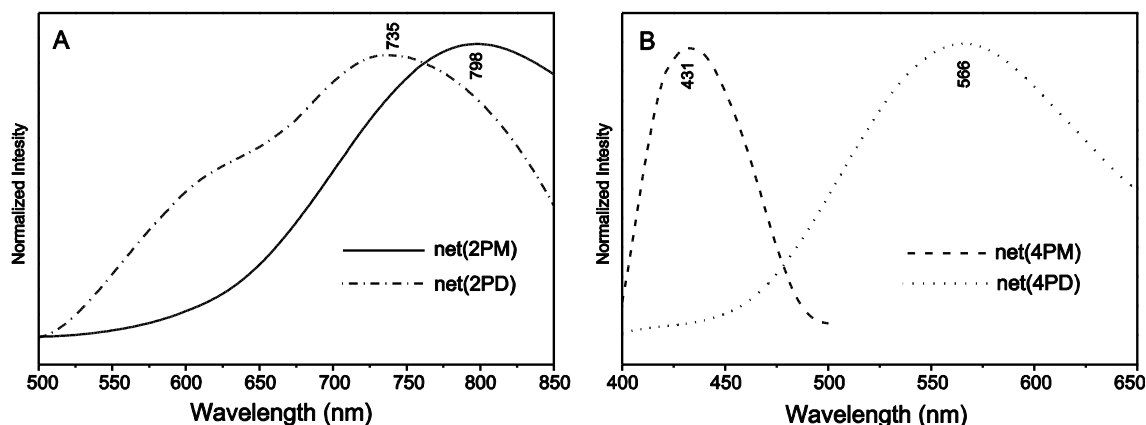 A
735
798
Normalized Intesity
net(2PM)
net(2PD)
500 550 600 650 700 750 800 850
Wavelength (nm)
B
431
566
Normalized Intesity
net(4PM)
net(4PD)
400 450 500 550 600 650
Wavelength (nm)